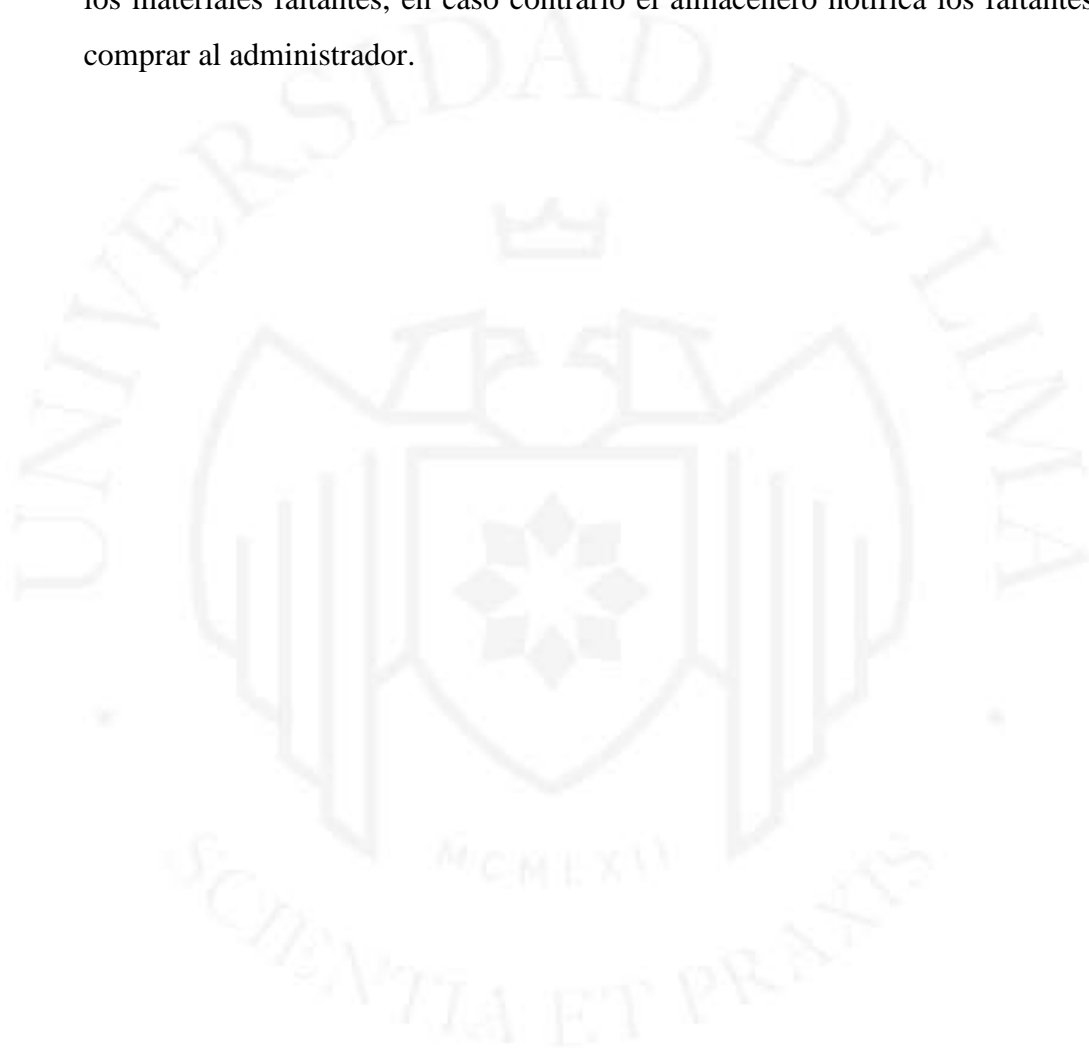 los materiales faltantes, en caso contrario el almacenero notifica los faltantes
comprar al administrador.
UNIVERSIDAD DE LIMA
MCMLXII
SCIENTIA ET PRAXIS